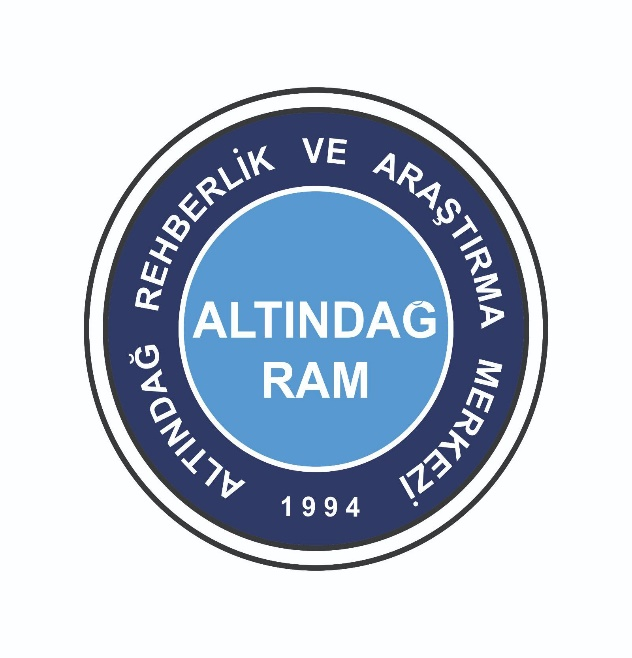 ALTINDAĞ REHBERLİK VE ARAŞTIRMA MERKEZİ
ALTINDAĞ
RAM
1994